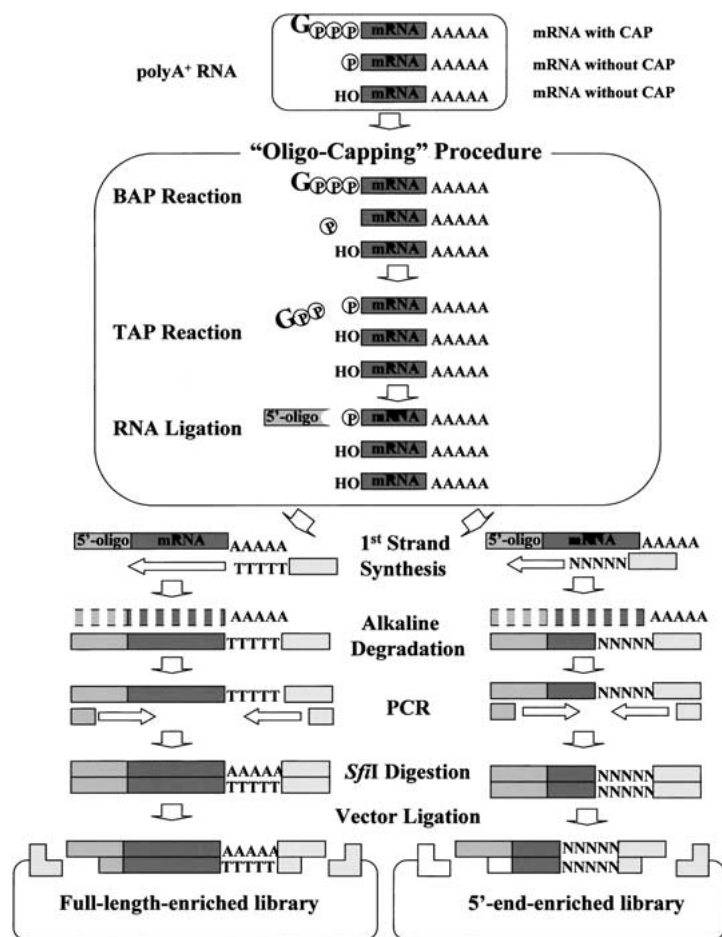 GPPP mRNA AAAAA mRNA with CAP
polyA⁺ RNA
P mRNA AAAAA mRNA without CAP
HO mRNA AAAAA mRNA without CAP
“Oligo-Capping” Procedure
BAP Reaction
GPPP mRNA AAAAA
P mRNA AAAAA
HO mRNA AAAAA
TAP Reaction
GPP P mRNA AAAAA
HO mRNA AAAAA
HO mRNA AAAAA
RNA Ligation
5’-oligo P mRNA AAAAA
HO mRNA AAAAA
HO mRNA AAAAA
5’-oligo mRNA AAAAA
TTTTT
1st Strand
Synthesis
5’-oligo mRNA AAAAA
NNNNN
AAAAA
TTTTT
Alkaline
Degradation
AAAAA
NNNNN
TTTTT
PCR
NNNNN
AAAAA
TTTTT
SfiI Digestion
NNNNN
NNNNN
Vector Ligation
AAAAA
TTTTT
NNNNN
NNNNN
Full-length-enriched library
5’-end-enriched library